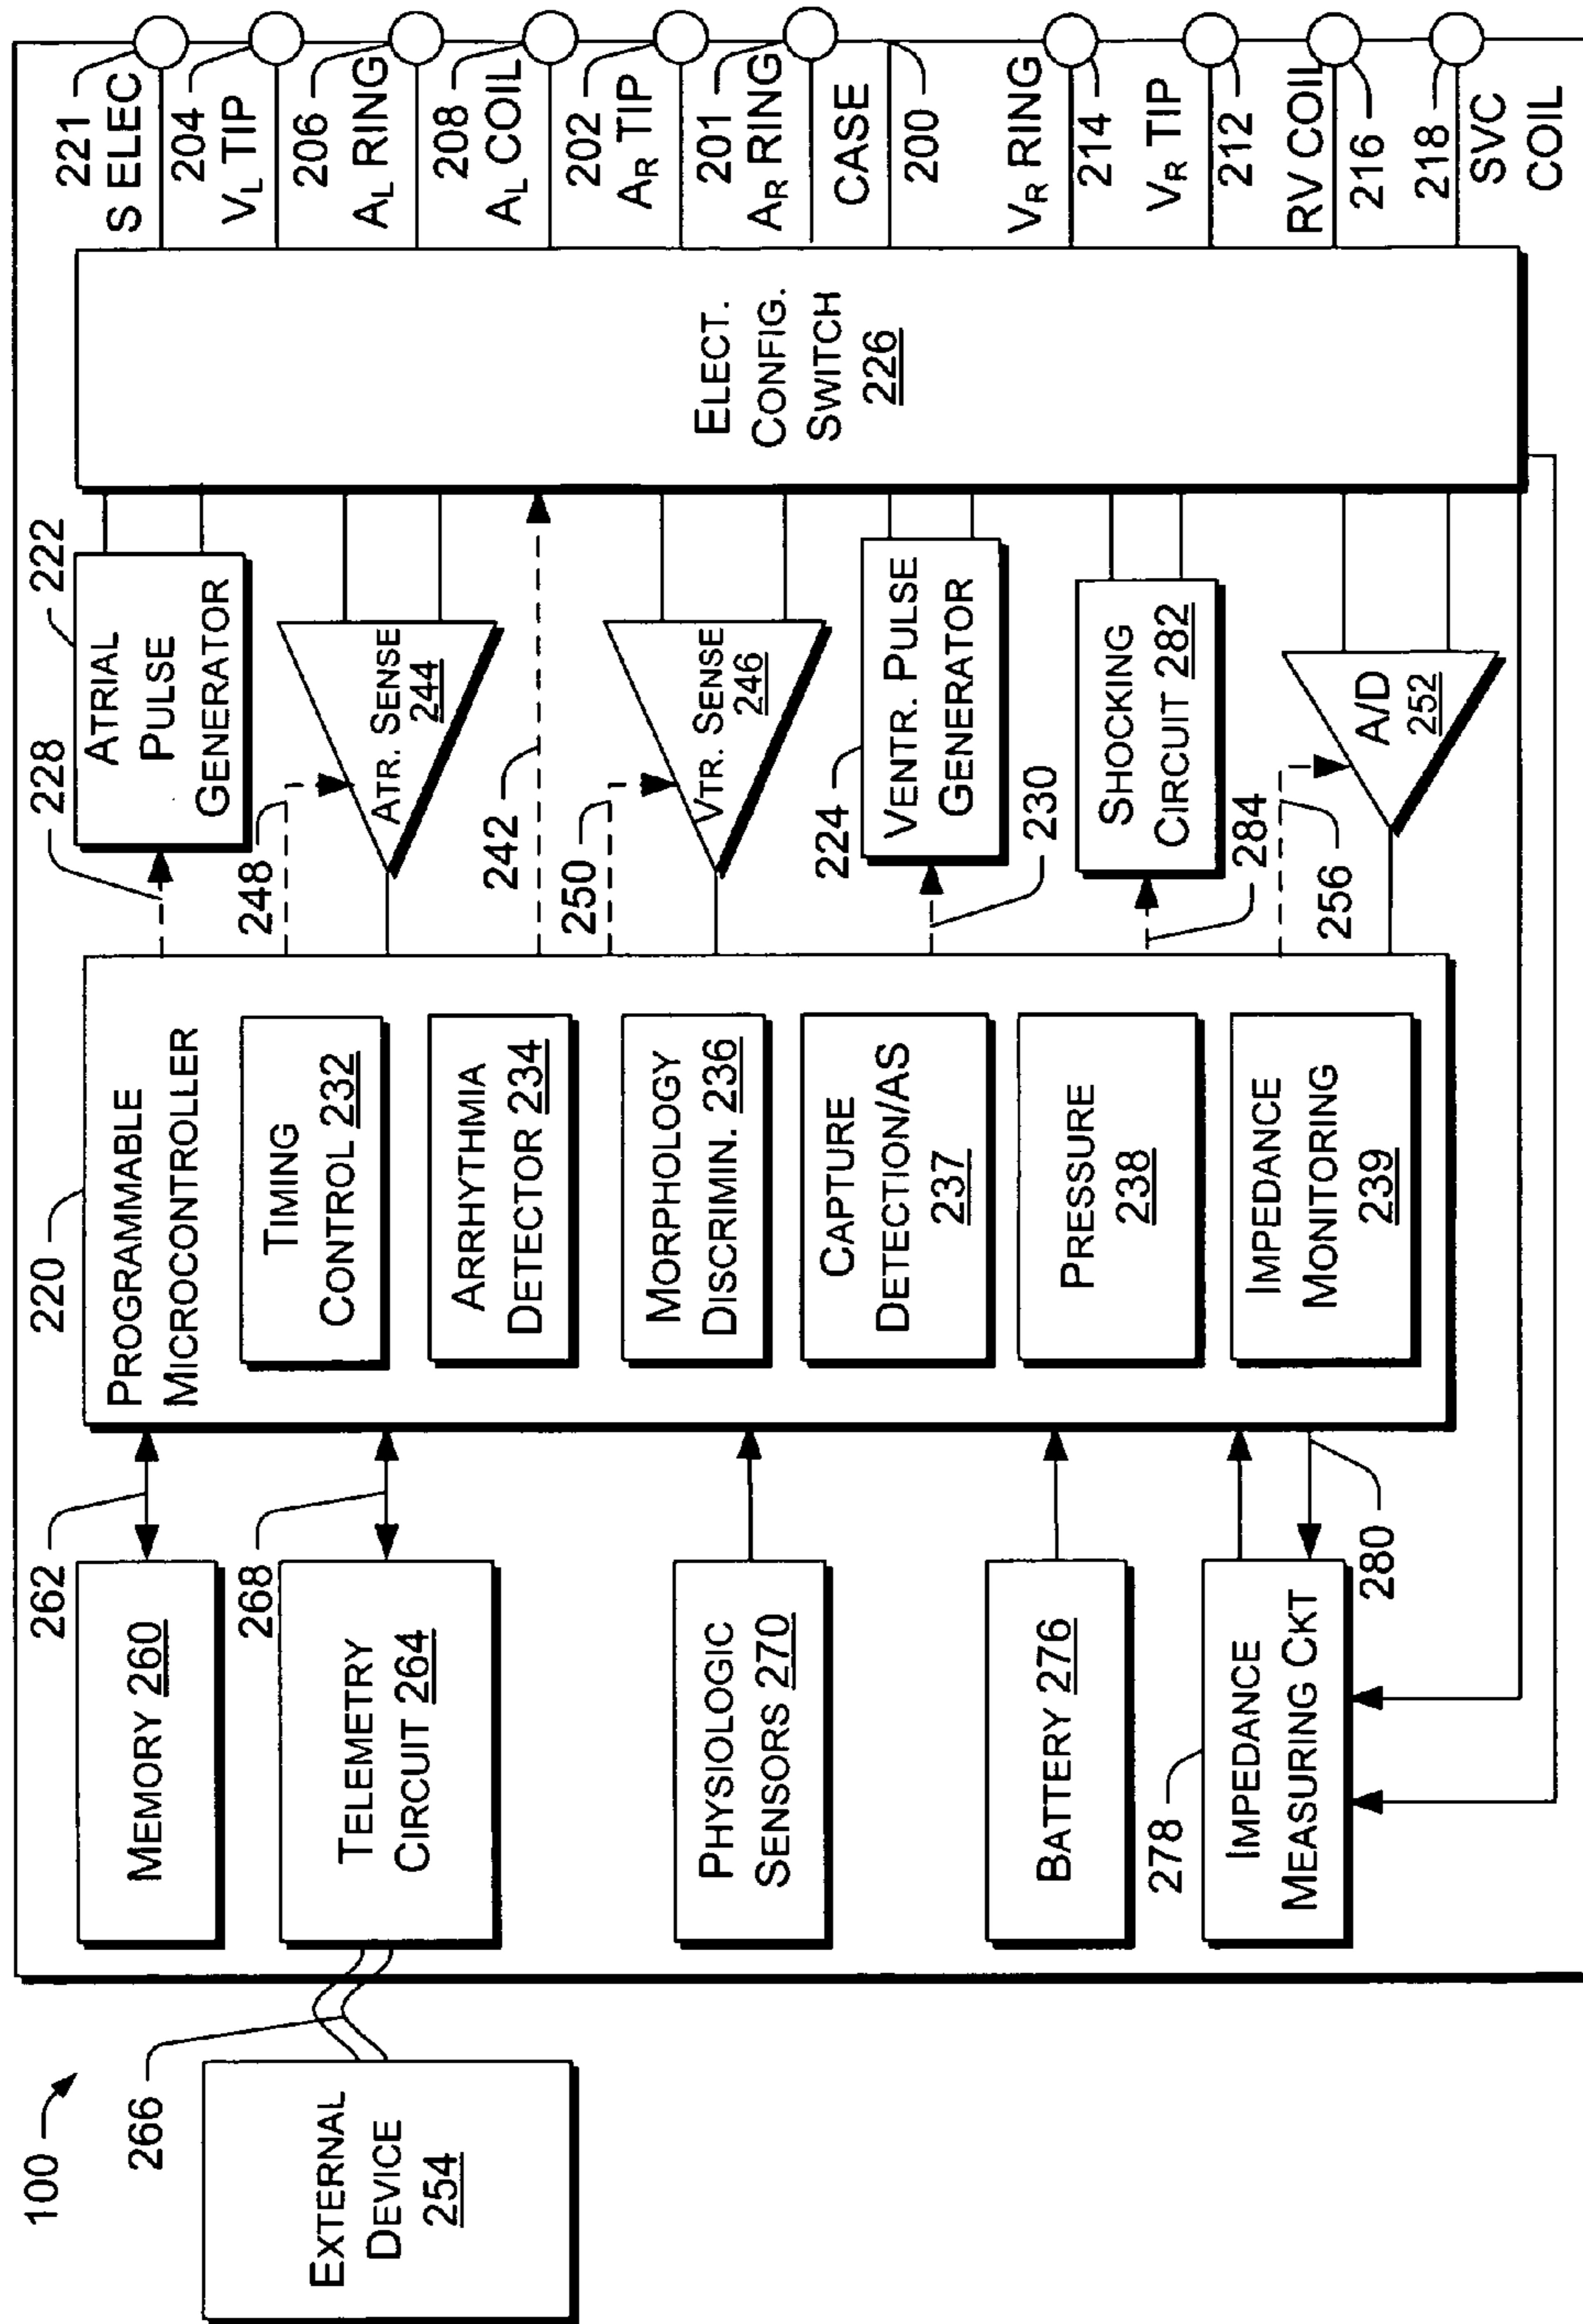 100
EXTERNAL
DEVICE
254
266
MEMORY 260
262
TELEMETRY
CIRCUIT 264
268
PHYSIOLOGIC
SENSORS 270
BATTERY 276
278
IMPEDANCE
MEASURING CKT
280
220
PROGRAMMABLE
MICROCONTROLLER
TIMING
CONTROL 232
ARRHYTHMIA
DETECTOR 234
MORPHOLOGY
DISCRIMIN. 236
CAPTURE
DETECTION/AS
237
PRESSURE
238
IMPEDANCE
MONITORING
239
228
222
ATRIAL
PULSE
GENERATOR
248
ATR. SENSE
244
242
250
VTR. SENSE
246
224
VENTR. PULSE
GENERATOR
230
SHOCKING
CIRCUIT 282
284
256
A/D
252
ELECT.
CONFIG.
SWITCH
226
221
S ELEC
204
VL TIP
206
AL RING
208
AL COIL
202
AR TIP
201
AR RING
CASE
200
VR RING
214
VR TIP
212
RV COIL
216
218
SVC
COIL